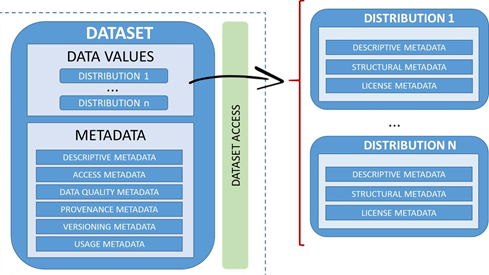 DATASET
DATA VALUES
DISTRIBUTION 1
...
DISTRIBUTION n
METADATA
DESCRIPTIVE METADATA
ACCESS METADATA
DATA QUALITY METADATA
PROVENANCE METADATA
VERSIONING METADATA
USAGE METADATA
DATASET ACCESS
DISTRIBUTION 1
DESCRIPTIVE METADATA
STRUCTURAL METADATA
LICENSE METADATA
...
DISTRIBUTION N
DESCRIPTIVE METADATA
STRUCTURAL METADATA
LICENSE METADATA